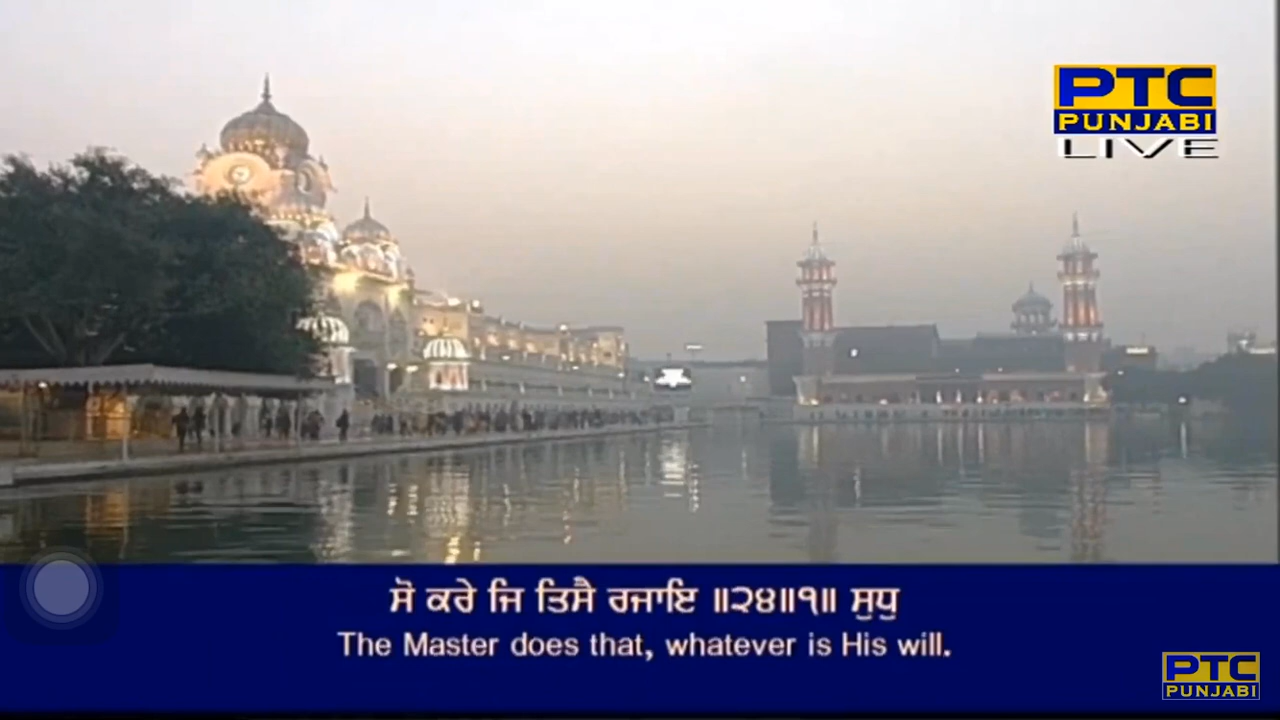 PTC
PUNJABI
LIVE
ਸੋ ਕਰੇ ਜਿ ਤਿਸੈ ਰਜਾਇ ॥੨੪॥੧॥ ਸੁਧੁ
The Master does that, whatever is His will.
PTC
PUNJABI